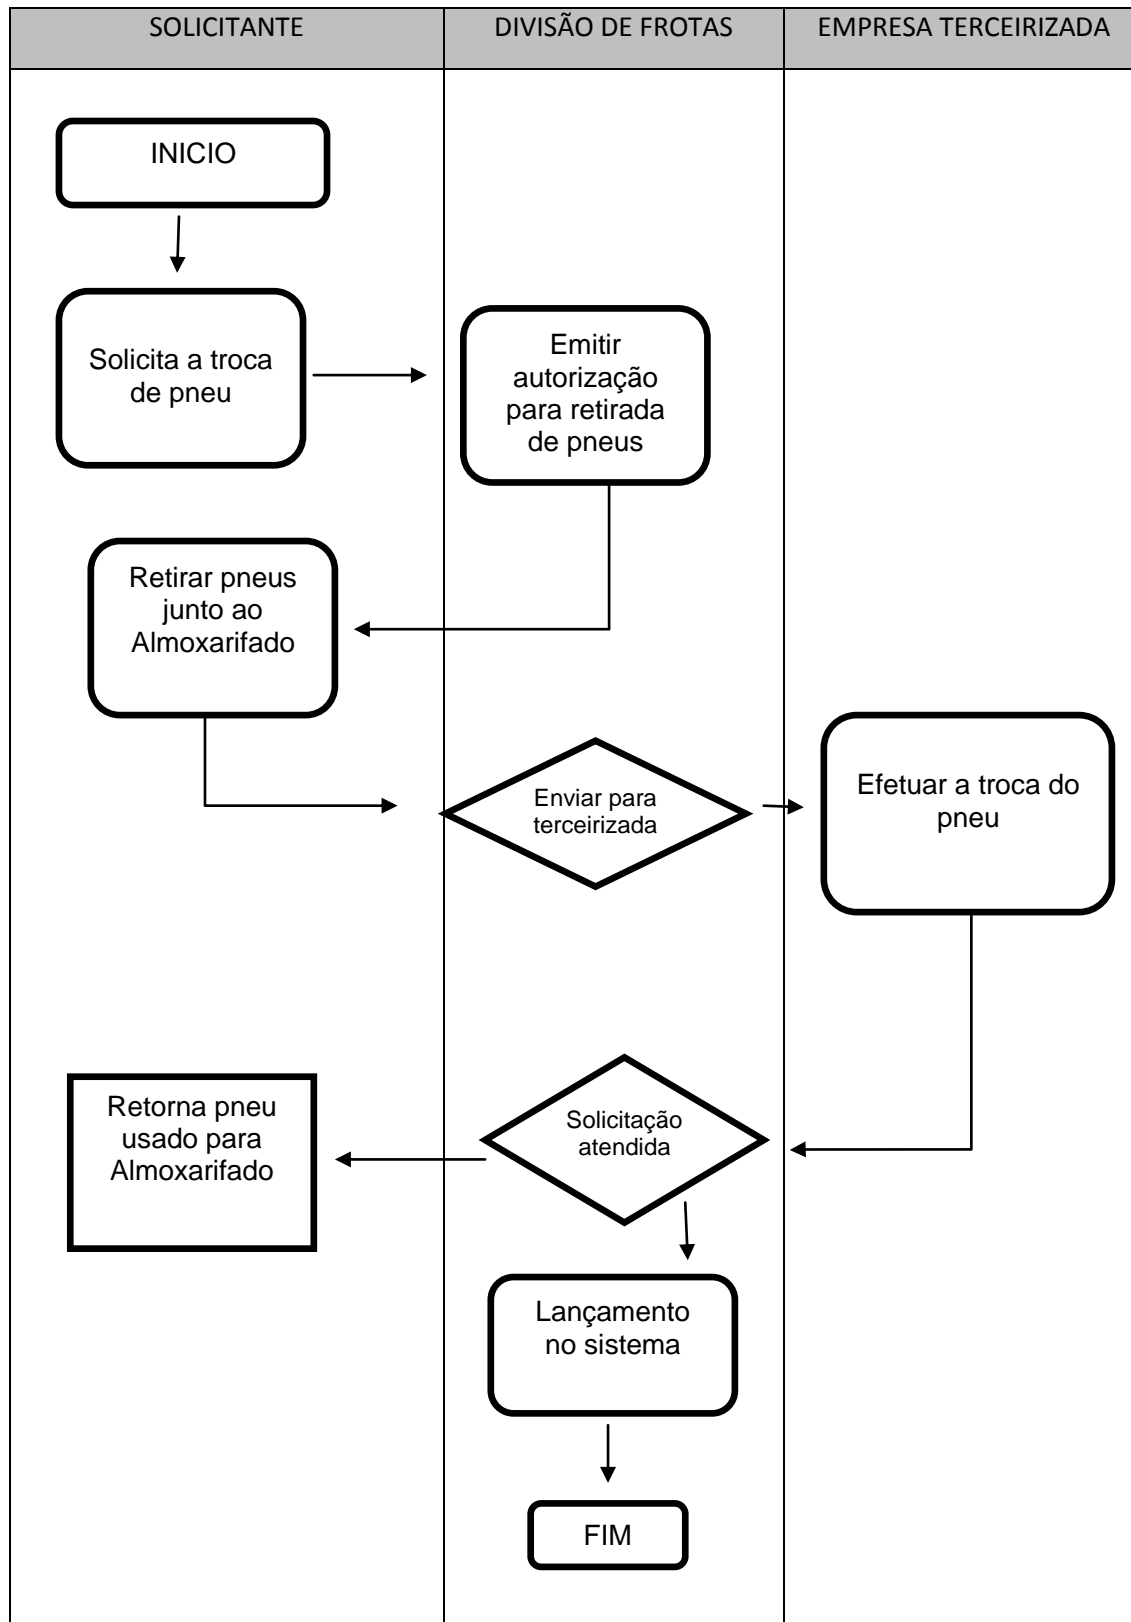 SOLICITANTE
DIVISÃO DE FROTAS
EMPRESA TERCEIRIZADA
INICIO
Solicita a troca
de pneu
Emitir
autorização
para retirada
de pneus
Retirar pneus
junto ao
Almoxarifado
Enviar para
terceirizada
Efetuar a troca do
pneu
Solicitação
atendida
Retorna pneu
usado para
Almoxarifado
Lançamento
no sistema
FIM